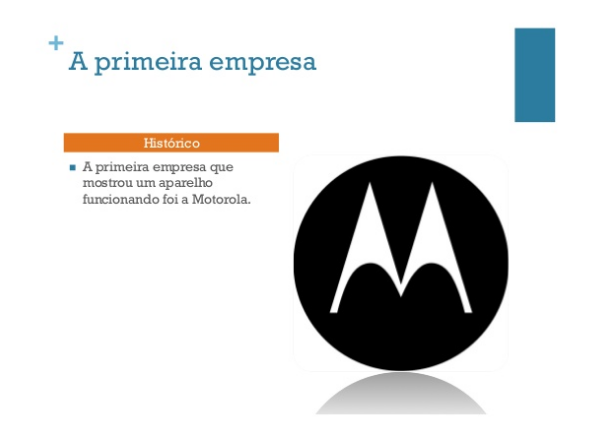 +
A primeira empresa
Histórico
A primeira empresa que
mostrou um aparelho
funcionando foi a Motorola.